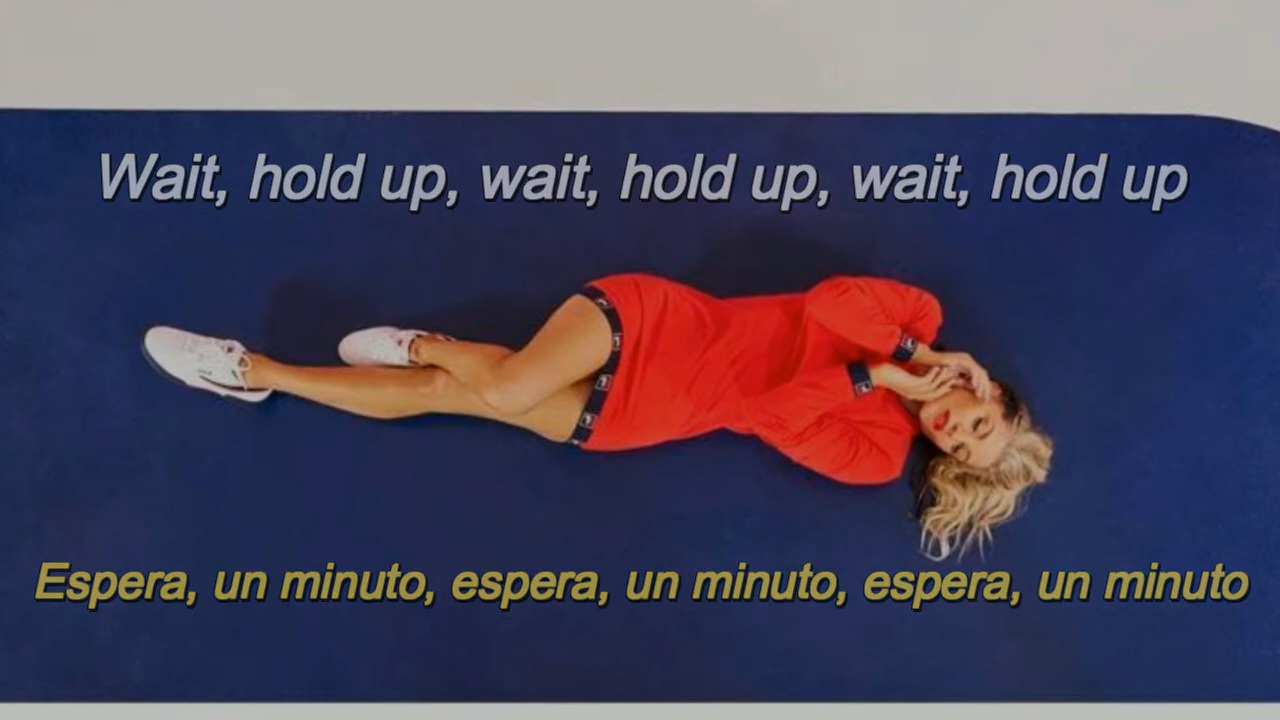 Wait, hold up, wait, hold up, wait, hold up
Espera, un minuto, espera, un minuto, espera, un minuto